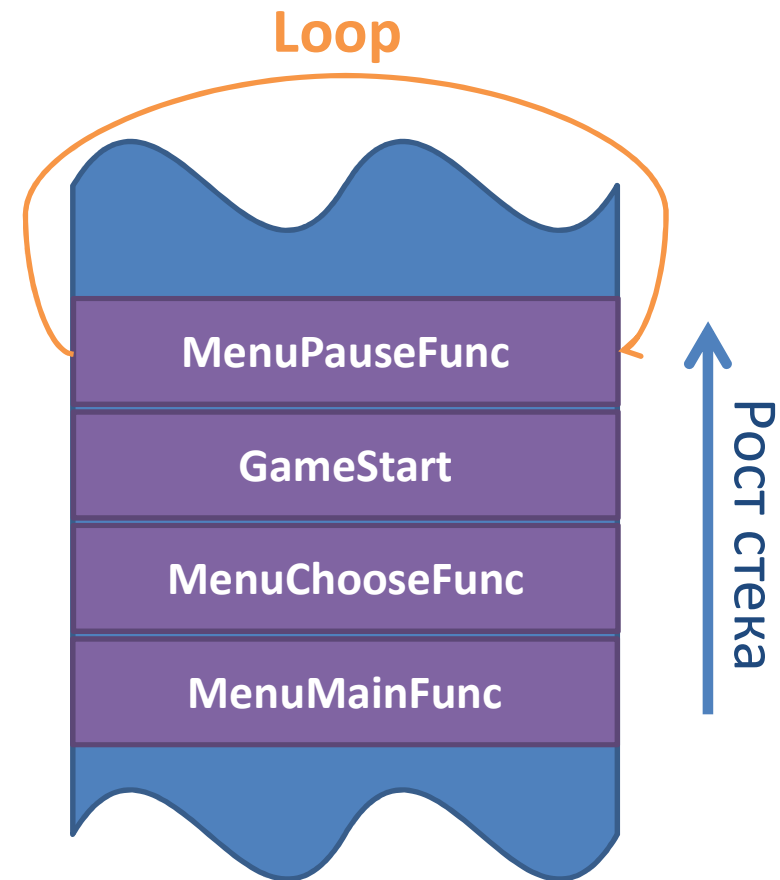 Loop
MenuPauseFunc
GameStart
MenuChooseFunc
MenuMainFunc
Рост стека